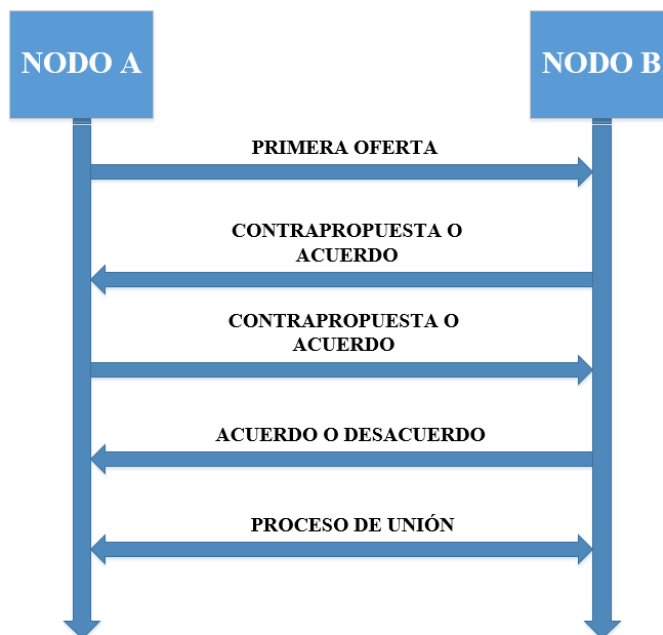 NODO A
NODO B
PRIMERA OFERTA
CONTRAPROPUESTA O
ACUERDO
CONTRAPROPUESTA O
ACUERDO
ACUERDO O DESACUERDO
PROCESO DE UNIÓN